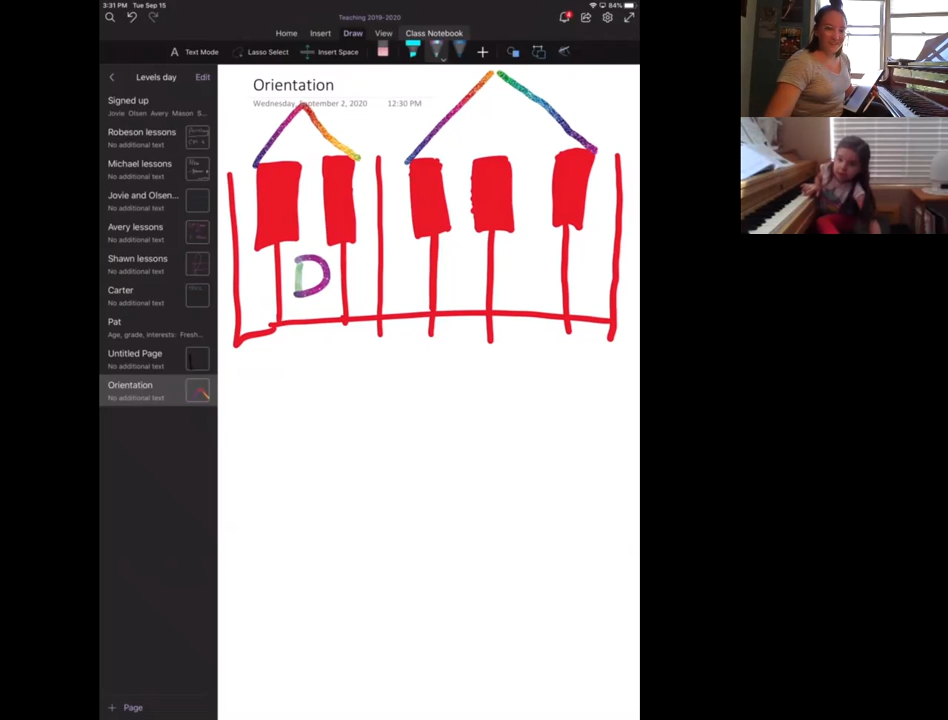 3:31 PM Tue Sep 15
84%
Teaching 2019-2020
Home Insert Draw View Class Notebook
Text Mode Lasso Select Insert Space
Levels day Edit
Signed up
Jovie Olsen Avery Mason S...
Robeson lessons
No additional text
Michael lessons
No additional text
Jovie and Olsen...
No additional text
Avery lessons
No additional text
Shawn lessons
No additional text
Carter
No additional text
Pat
Age, grade, interests: Fresh...
Untitled Page
No additional text
Orientation
No additional text
Page
Orientation
Wednesday, September 2, 2020 12:30 PM
D